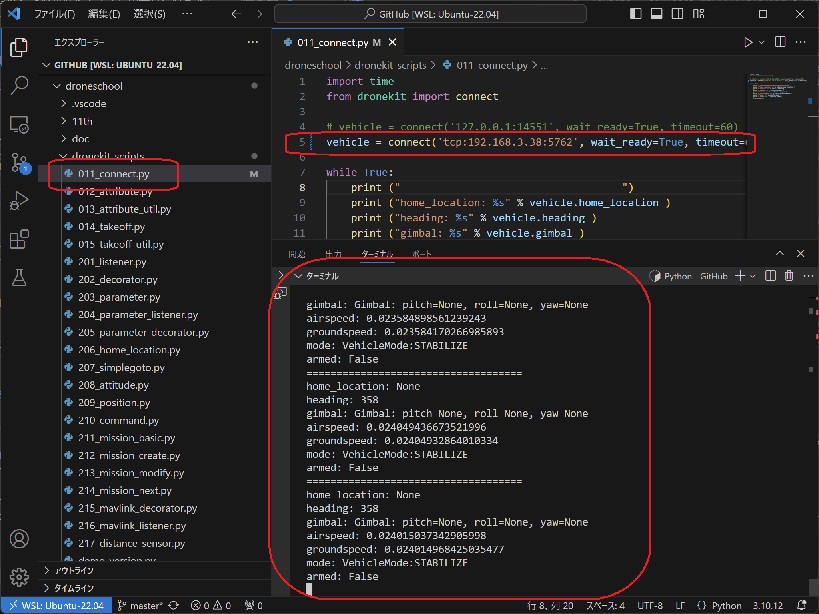 ファイル(F) 編集(E) 選択(S) ··· GitHub [WSL: Ubuntu-22.04]
エクスプローラー ···
GITHUB [WSL: UBUNTU-22.04]
droneschool
.vscode
11th
doc
dronekit_scripts
011_connect.py M
012_attribute.py
013_attribute_util.py
014_takeoff.py
015_takeoff_util.py
201_listener.py
202_decorator.py
203_parameter.py
204_parameter_listener.py
205_parameter_decorator.py
206_home_location.py
207_simplegoto.py
208_attitude.py
209_position.py
210_command.py
211_mission_basic.py
212_mission_create.py
213_mission_modify.py
214_mission_next.py
215_mavlink_decorator.py
216_mavlink_listener.py
217_distance_sensor.py
demo_version.py
アウトライン
タイムライン
1
011_connect.py M
droneschool > dronekit_scripts > 011_connect.py > ...
1 import time
2 from dronekit import connect
3
4 # vehicle = connect('127.0.0.1:14551', wait_ready=True, timeout=60)
5 vehicle = connect('tcp:192.168.3.38:5762', wait_ready=True, timeout=
6
7 while True:
8 print (" ")
9 print ("home_location: %s" % vehicle.home_location )
10 print ("heading: %s" % vehicle.heading )
11 print ("gimbal: %s" % vehicle.gimbal )
問題 出力 ターミナル ポート
ターミナル Python GitHub
gimbal: Gimbal: pitch=None, roll=None, yaw=None
airspeed: 0.023584898561239243
groundspeed: 0.023584170266985893
mode: VehicleMode:STABILIZE
armed: False
===================================
home_location: None
heading: 358
gimbal: Gimbal: pitch=None, roll=None, yaw=None
airspeed: 0.024049436673521996
groundspeed: 0.02404932864010334
mode: VehicleMode:STABILIZE
armed: False
===================================
home_location: None
heading: 358
gimbal: Gimbal: pitch=None, roll=None, yaw=None
airspeed: 0.024015037342905998
groundspeed: 0.024014968425035477
mode: VehicleMode:STABILIZE
armed: False
WSL: Ubuntu-22.04 master* 0 0 0 行 8、列 20 スペース: 4 UTF-8 LF {} Python 3.10.12